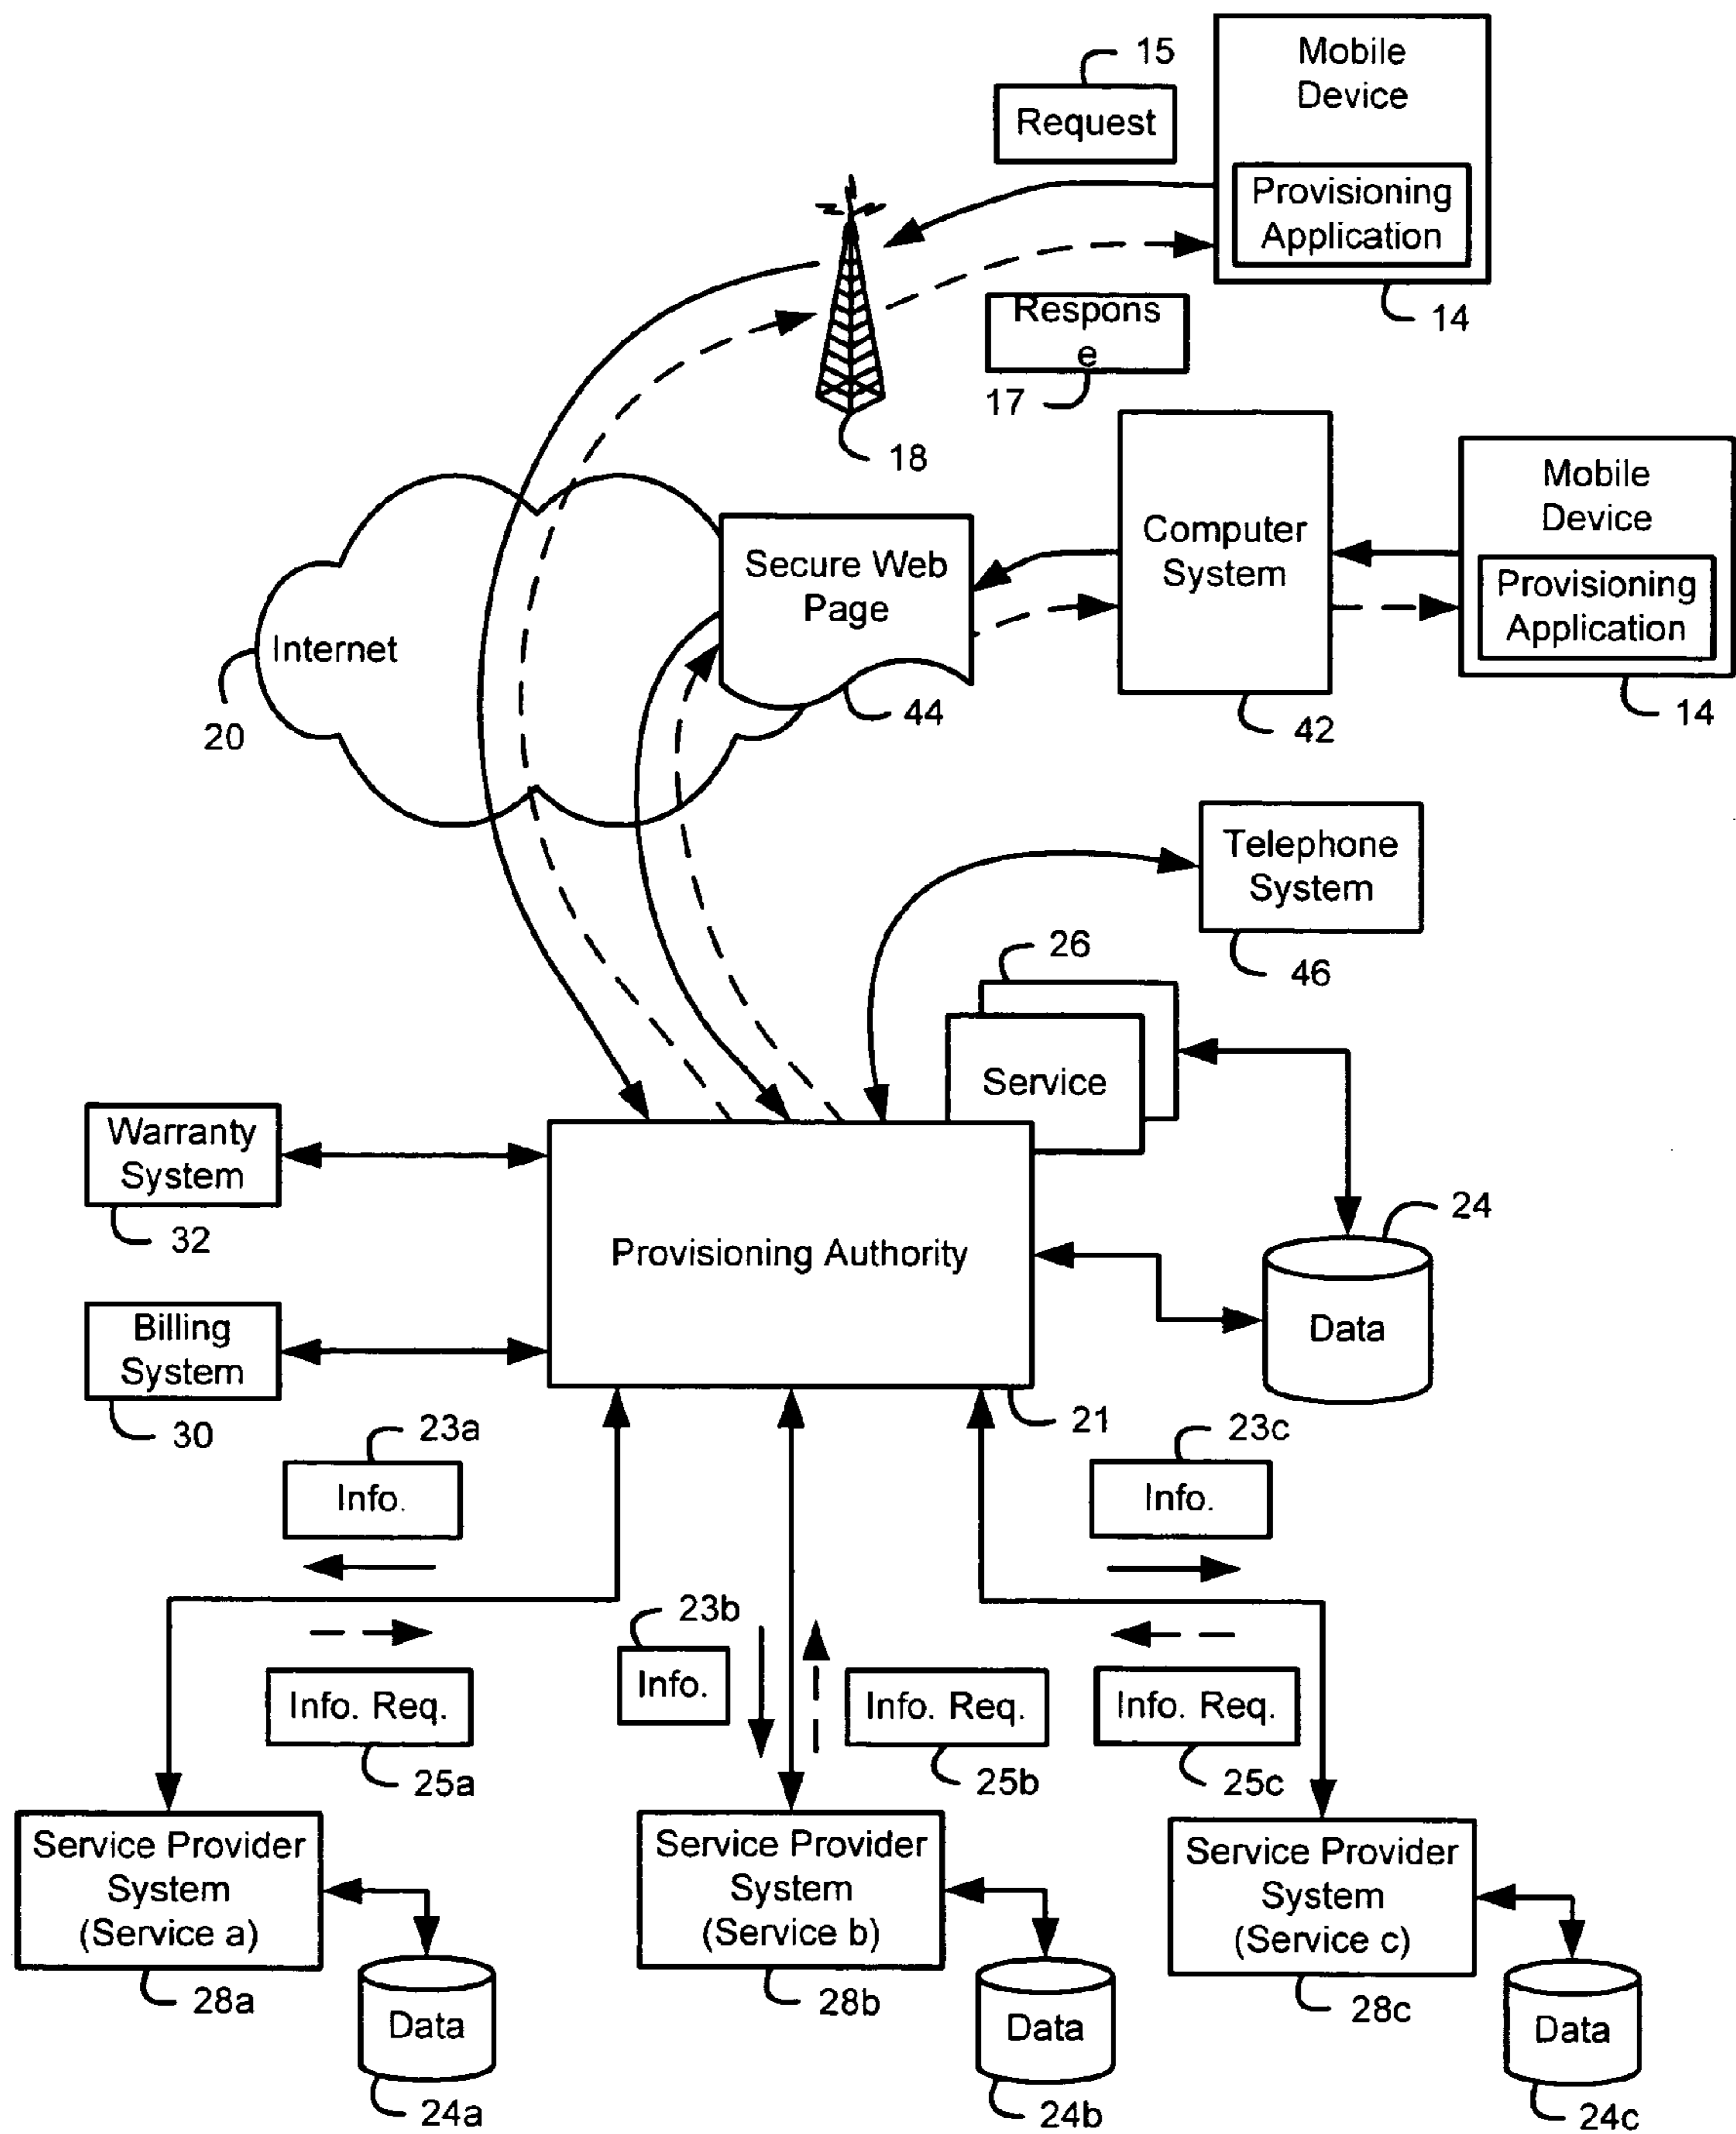 15
Request
Mobile
Device
Provisioning
Application
14
Respons
e
17
18
Computer
System
42
Mobile
Device
Provisioning
Application
14
Secure Web
Page
44
Internet
20
Telephone
System
46
26
Service
Warranty
System
32
Provisioning Authority
21
24
Data
Billing
System
30
23a
Info.
23c
Info.
23b
Info.
Info. Req.
25a
Info. Req.
25b
Info. Req.
25c
Service Provider
System
(Service a)
28a
Data
24a
Service Provider
System
(Service b)
28b
Data
24b
Service Provider
System
(Service c)
28c
Data
24c